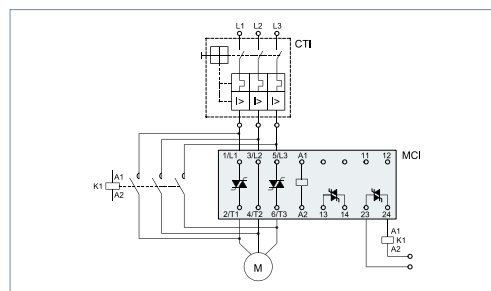 L1 L2 L3
CTI
I> I> I>
1/L1 3/L2 5/L3 A1 11 12
MCI
A1
K1
A2
2/T1 4/T2 6/T3 A2 13 14 23 24
A1
K1
A2
M